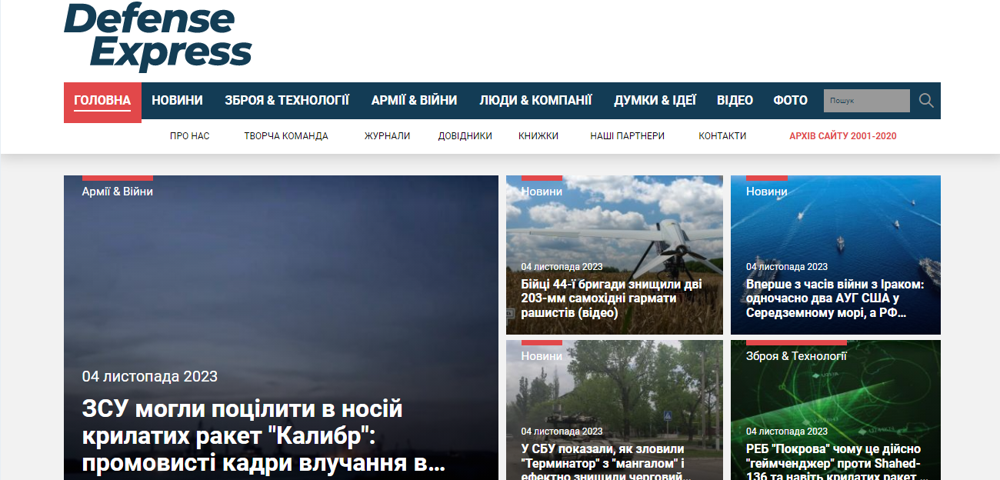 Defense
Express
ГОЛОВНА НОВИНИ ЗБРОЯ & ТЕХНОЛОГІЇ АРМІЇ & ВІЙНИ ЛЮДИ & КОМПАНІЇ ДУМКИ & ІДЕЇ ВІДЕО ФОТО Пошук
ПРО НАС ТВОРЧА КОМАНДА ЖУРНАЛИ ДОВІДНИКИ КНИЖКИ НАШІ ПАРТНЕРИ КОНТАКТИ АРХІВ САЙТУ 2001-2020
Армії & Війни
04 листопада 2023
ЗСУ могли поцілити в носій
крилатих ракет "Калибр":
промовисті кадри влучання в...
Новини
04 листопада 2023
Бійці 44-ї бригади знищили дві
203-мм самохідні гармати
рашистів (відео)
Новини
04 листопада 2023
Вперше з часів війни з Іраком:
одночасно два АУГ США у
Середземному морі, а РФ...
Новини
04 листопада 2023
У СБУ показали, як зловили
"Терминатор" з "мангалом" і
ефектно знищили черговий...
Зброя & Технології
04 листопада 2023
РЕБ "Покрова" чому це дійсно
"геймченджер" проти Shahed-
136 та навіть крилатих ракет ...